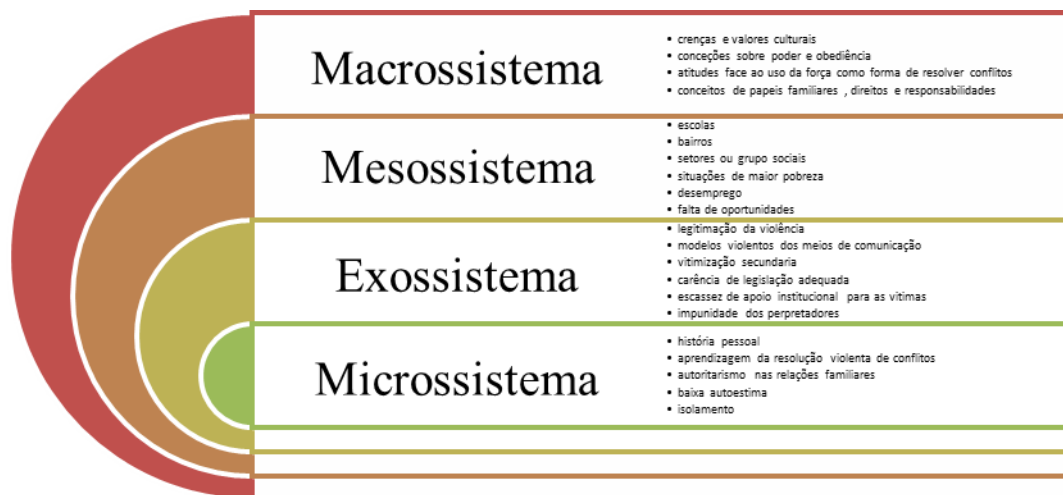 Macrossistema
• crenças e valores culturais
• conceções sobre poder e obediência
• atitudes face ao uso da força como forma de resolver conflitos
• conceitos de papeis familiares , direitos e responsabilidades
Mesossistema
• escolas
• bairros
• setores ou grupo sociais
• situações de maior pobreza
• desemprego
• falta de oportunidades
Exossistema
• legitimação da violência
• modelos violentos dos meios de comunicação
• vitimização secundaria
• carência de legislação adequada
• escassez de apoio institucional para as vitimas
• impunidade dos perpretadores
Microssistema
• história pessoal
• aprendizagem da resolução violenta de conflitos
• autoritarismo nas relações familiares
• baixa autoestima
• isolamento